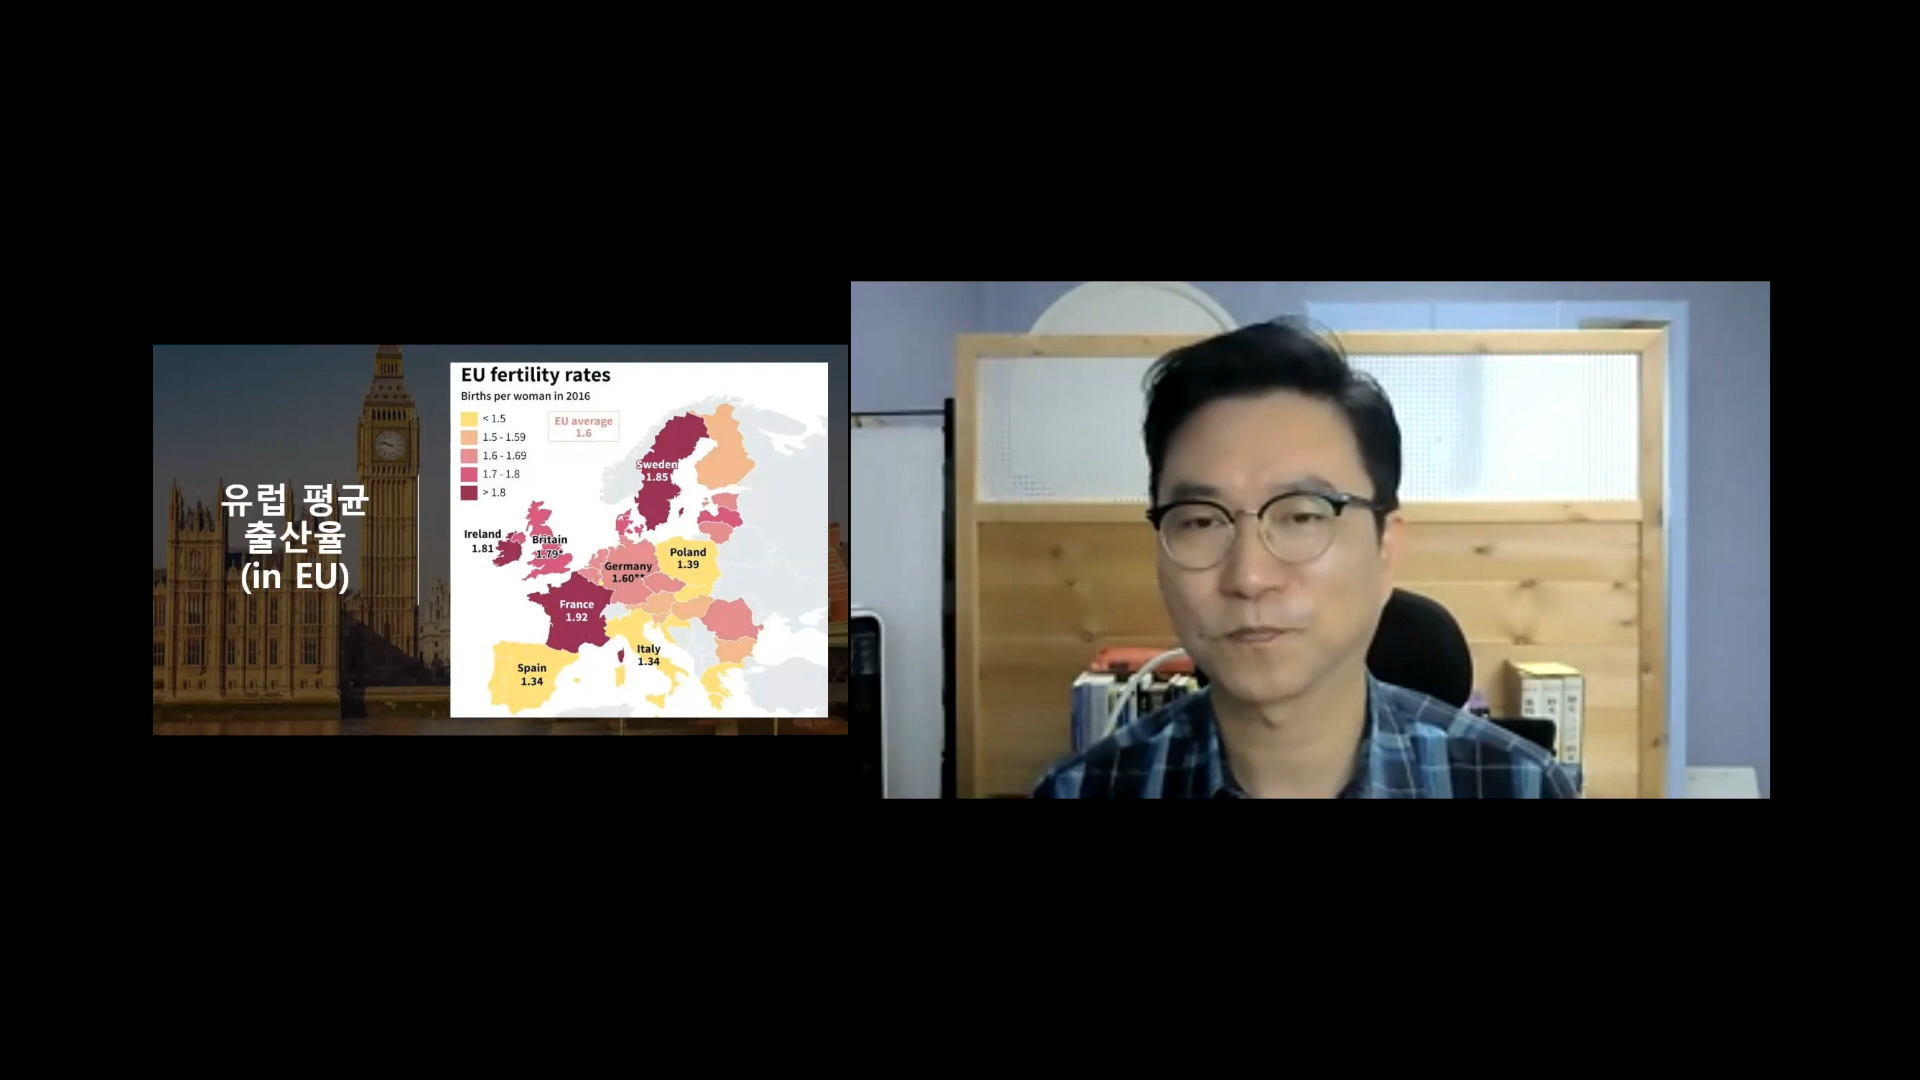 유럽 평균
출산율
(in EU)
EU fertility rates
Births per woman in 2016
< 1.5
1.5 - 1.59
1.6 - 1.69
1.7 - 1.8
> 1.8
EU average
1.6
Sweden
1.85
Ireland
1.81
Britain
1.79*
Poland
1.39
Germany
1.60**
France
1.92
Italy
1.34
Spain
1.34